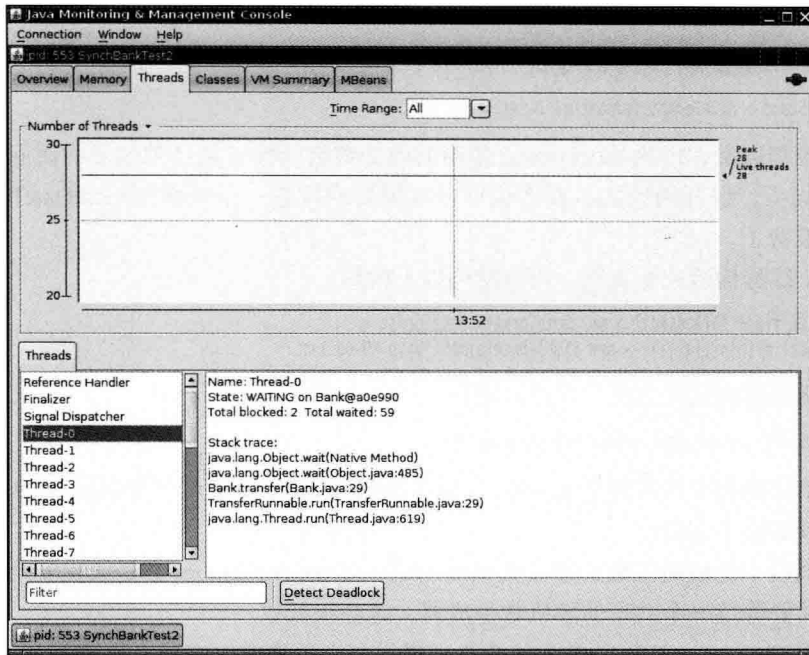 Java Monitoring & Management Console
Connection Window Help
pid: 553 SynchBankTest2
Overview Memory Threads Classes VM Summary MBeans
Time Range: All
Number of Threads
30
25
20
Peak
28
Live threads
28
13:52
Threads
Reference Handler
Finalizer
Signal Dispatcher
Thread-0
Thread-1
Thread-2
Thread-3
Thread-4
Thread-5
Thread-6
Thread-7
Name: Thread-0
State: WAITING on Bank@a0e990
Total blocked: 2 Total waited: 59
Stack trace:
java.lang.Object.wait(Native Method)
java.lang.Object.wait(Object.java:485)
Bank.transfer(Bank.java:29)
TransferRunnable.run(TransferRunnable.java:29)
java.lang.Thread.run(Thread.java:619)
Filter
Detect Deadlock
pid: 553 SynchBankTest2